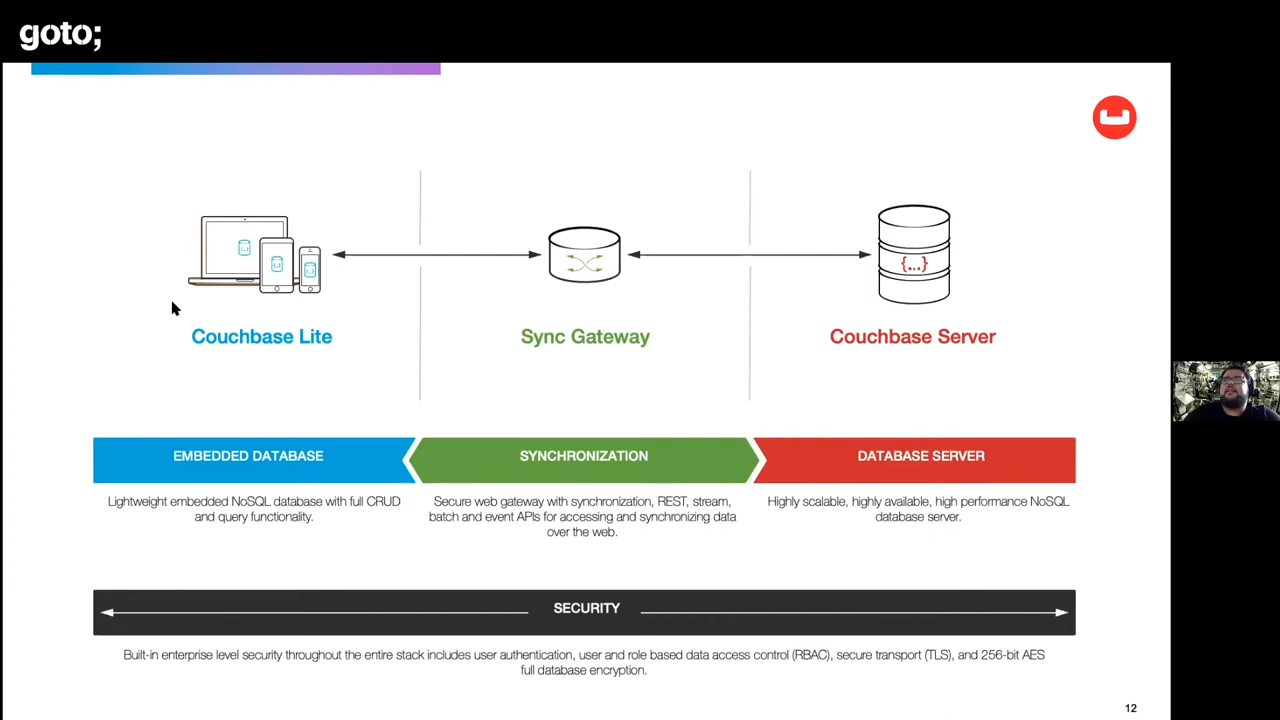 goto;
{...}
Couchbase Lite
Sync Gateway
Couchbase Server
EMBEDDED DATABASE
SYNCHRONIZATION
DATABASE SERVER
Lightweight embedded NoSQL database with full CRUD
and query functionality.
Secure web gateway with synchronization, REST, stream,
batch and event APIs for accessing and synchronizing data
over the web.
Highly scalable, highly available, high performance NoSQL
database server.
SECURITY
Built-in enterprise level security throughout the entire stack includes user authentication, user and role based data access control (RBAC), secure transport (TLS), and 256-bit AES
full database encryption.
12